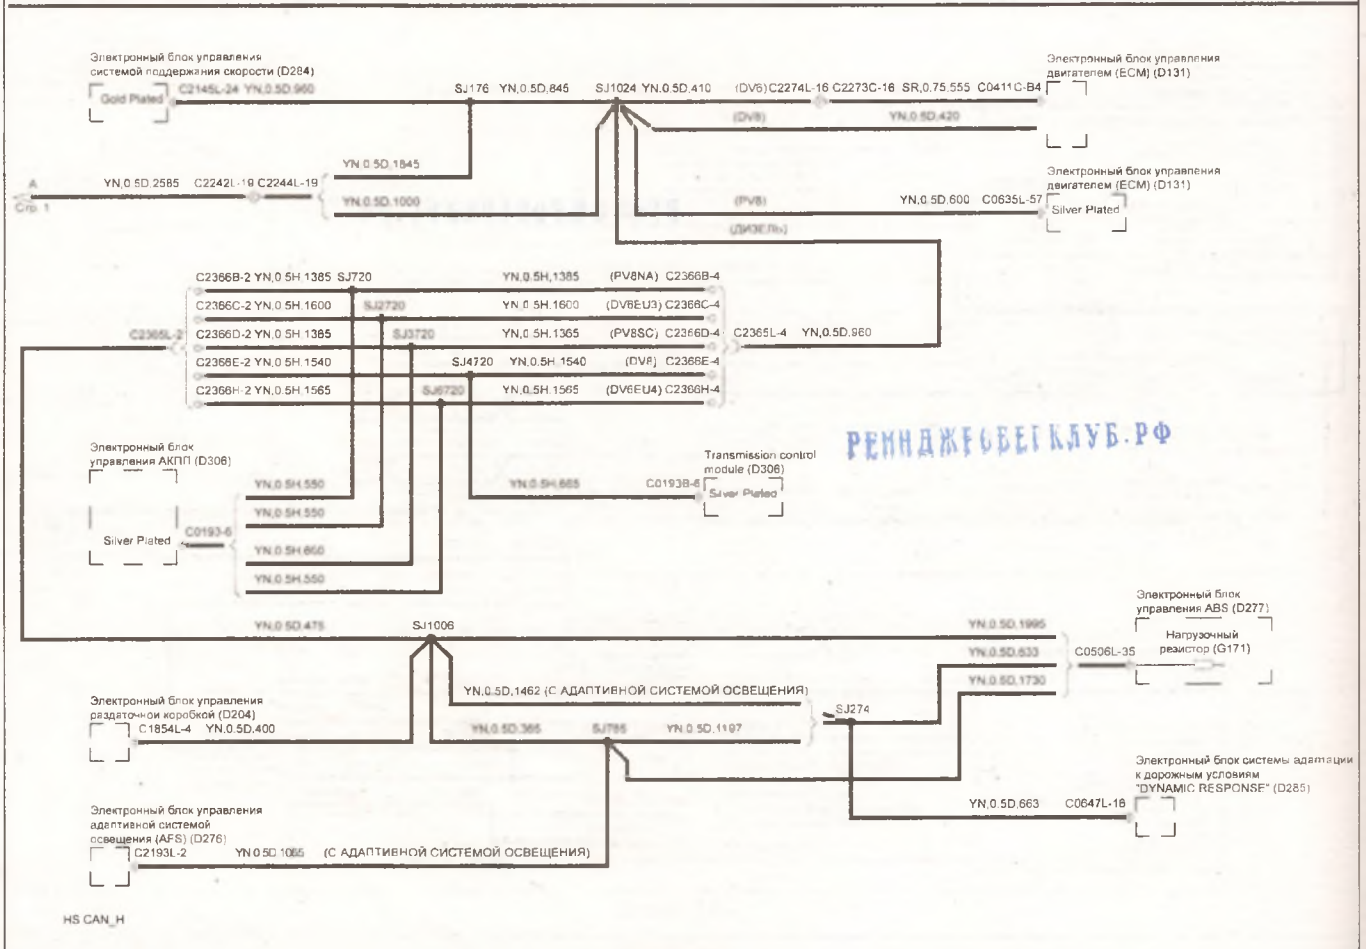 Электронный блок управления
системой поддержания скорости (D284)
Gold Plated
C2145L-24 YN,0.5D,960
SJ176 YN,0.5D,845
SJ1024 YN,0.5D,410
(DV6) C2274L-16 C2273C-16 SR,0.75,555 C0411C-B4
Электронный блок управления
двигателем (ECM) (D131)
(DV8)
YN,0.5D,420
YN,0.5D,1845
A
Стр. 1
YN,0.5D,2585 C2242L-19 C2244L-19
YN,0.5D,1000
(PV8)
YN,0.5D,600 C0635L-57
Электронный блок управления
двигателем (ECM) (D131)
Silver Plated
(ДИЗЕЛЬ)
C2366B-2 YN,0.5H,1385 SJ720 YN,0.5H,1385 (PV8NA) C2366B-4
C2366C-2 YN,0.5H,1600 SJ2720 YN,0.5H,1600 (DV6EU3) C2366C-4
C2365L-2
C2366D-2 YN,0.5H,1365 SJ3720 YN,0.5H,1365 (PV8SC) C2366D-4
C2365L-4 YN,0.5D,960
C2366E-2 YN,0.5H,1540 SJ4720 YN,0.5H,1540 (DV8) C2366E-4
C2366H-2 YN,0.5H,1565 SJ6720 YN,0.5H,1565 (DV6EU4) C2366H-4
Электронный блок
управления АКПП (D306)
Silver Plated
C0193-6
YN,0.5H,550
YN,0.5H,550
YN,0.5H,660
YN,0.5H,550
YN,0.5H,665
C0193B-6
Transmission control
module (D306)
Silver Plated
YN,0.5D,475
SJ1006
YN,0.5D,1995
YN,0.5D,633
YN,0.5D,1730
C0506L-35
Электронный блок
управления ABS (D277)
Нагрузочный
резистор (G171)
YN,0.5D,1462 (С АДАПТИВНОЙ СИСТЕМОЙ ОСВЕЩЕНИЯ)
Электронный блок управления
раздаточной коробкой (D204)
C1854L-4 YN,0.5D,400
YN,0.5D,365 SJ785 YN,0.5D,1197
SJ274
Электронный блок системы адаптации
к дорожным условиям
"DYNAMIC RESPONSE" (D285)
YN,0.5D,663 C0647L-16
Электронный блок управления
адаптивной системой
освещения (AFS) (D276)
C2193L-2 YN,0.5D,1065 (С АДАПТИВНОЙ СИСТЕМОЙ ОСВЕЩЕНИЯ)
HS CAN_H